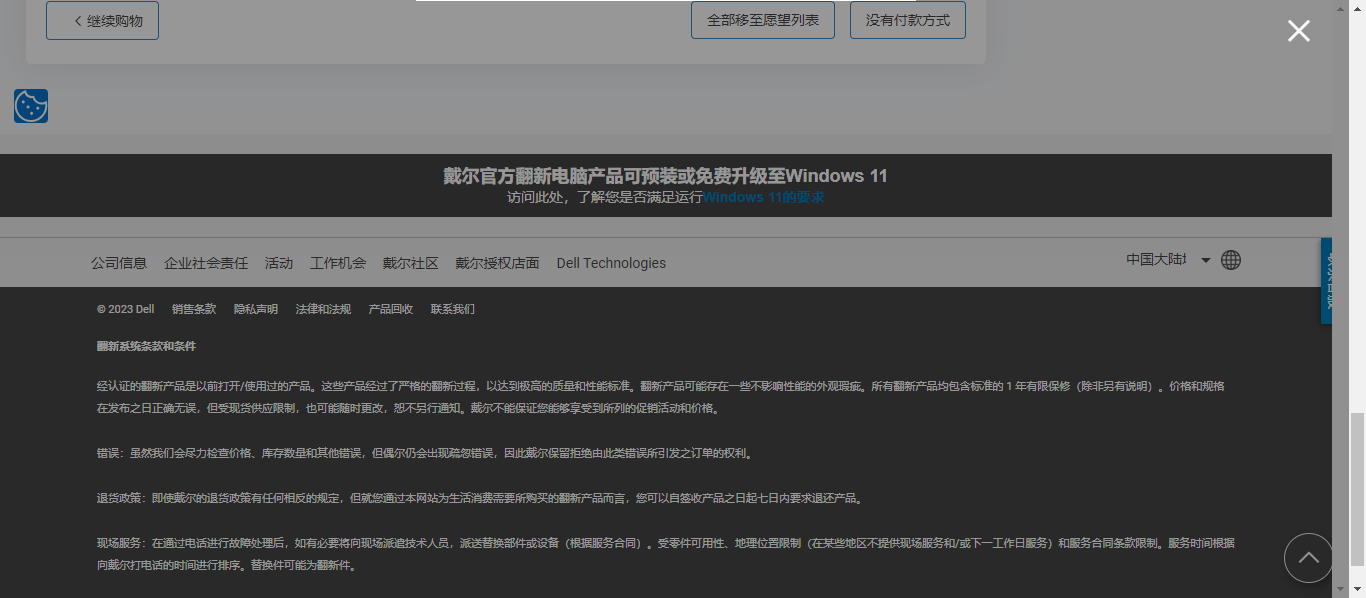 继续购物
全部移至愿望列表
没有付款方式
戴尔官方翻新电脑产品可预装或免费升级至Windows 11
访问此处，了解您是否满足运行Windows 11的要求
公司信息 企业社会责任 活动 工作机会 戴尔社区 戴尔授权店面 Dell Technologies
中国大陆
© 2023 Dell 销售条款 隐私声明 法律和法规 产品回收 联系我们
翻新系统条款和条件
经认证的翻新产品是以前打开/使用过的产品。这些产品经过了严格的翻新过程，以达到极高的质量和性能标准。翻新产品可能存在一些不影响性能的外观瑕疵。所有翻新产品均包含标准的 1 年有限保修（除非另有说明）。价格和规格
在发布之日正确无误，但受现货供应限制，也可能随时更改，恕不另行通知。戴尔不能保证您能够享受到所列的促销活动和价格。
错误：虽然我们会尽力检查价格、库存数量和其他错误，但偶尔仍会出现疏忽错误，因此戴尔保留拒绝由此类错误所引发之订单的权利。
退货政策：即使戴尔的退货政策有任何相反的规定，但就您通过本网站为生活消费需要所购买的翻新产品而言，您可以自签收产品之日起七日内要求退还产品。
现场服务：在通过电话进行故障处理后，如有必要将向现场派遣技术人员，派送替换部件或设备（根据服务合同）。受零件可用性、地理位置限制（在某些地区不提供现场服务和/或下一工作日服务）和服务合同条款限制。服务时间根据
向戴尔打电话的时间进行排序。替换件可能为翻新件。